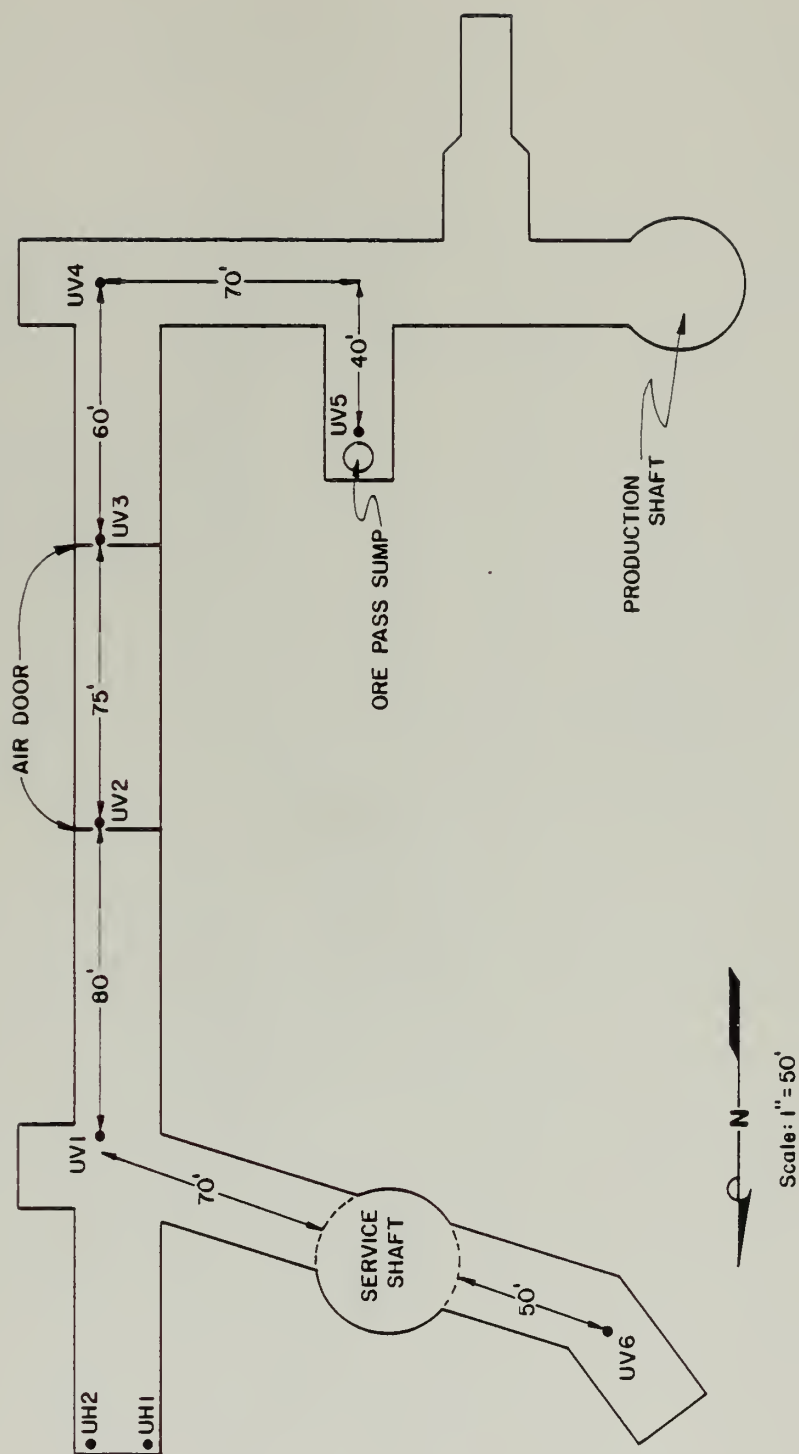 AIR DOOR
UV1
80'
UV2
75'
UV3
60'
UV4
70'
40'
UV5
ORE PASS SUMP
PRODUCTION
SHAFT
UH2
UH1
70'
SERVICE
SHAFT
50'
UV6
N
Scale: 1" = 50'